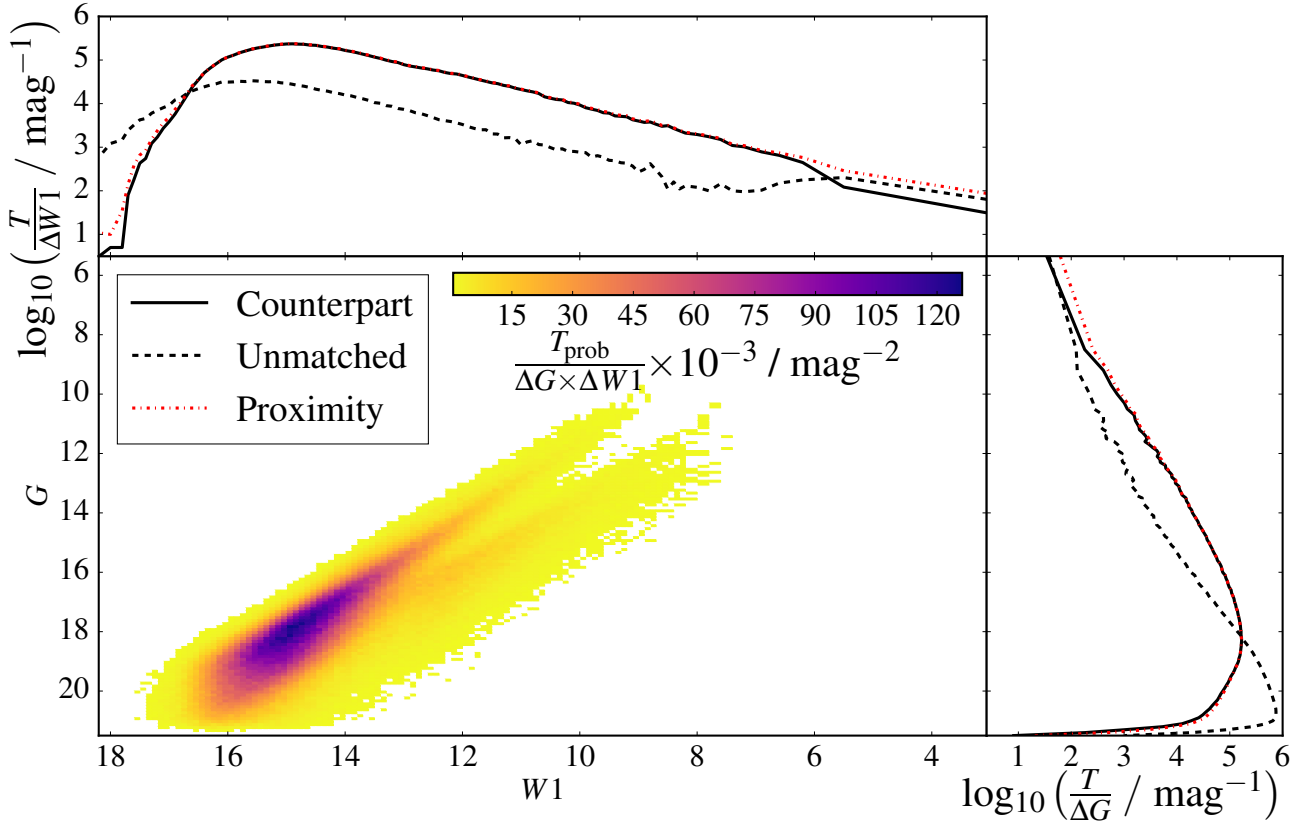 6
5
4
3
2
1
log₁₀ (T/ΔW1 / mag⁻¹)
6
8
10
12
14
16
18
20
G
Counterpart
Unmatched
Proximity
15 30 45 60 75 90 105 120
T_prob/ΔG×ΔW1 ×10⁻³ / mag⁻²
18 16 14 12 10 8 6 4
W1
1 2 3 4 5 6
log₁₀ (T/ΔG / mag⁻¹)